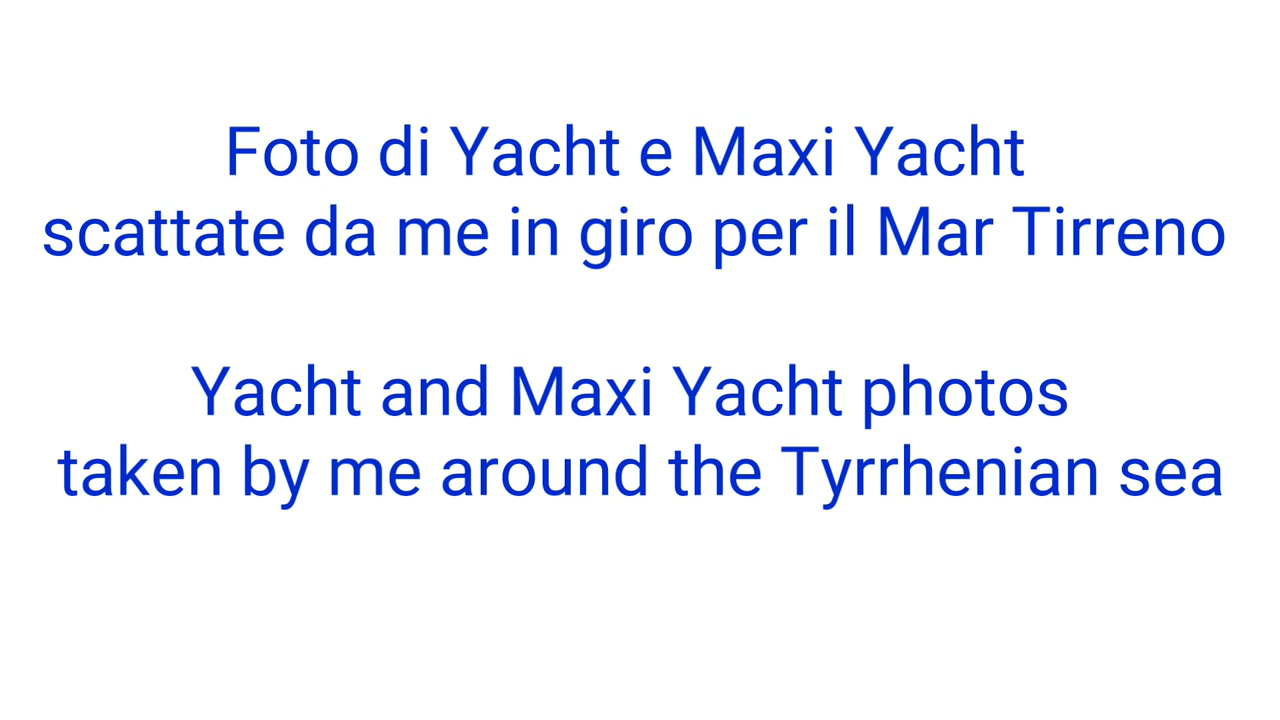 Foto di Yacht e Maxi Yacht
scattate da me in giro per il Mar Tirreno
Yacht and Maxi Yacht photos
taken by me around the Tyrrhenian sea